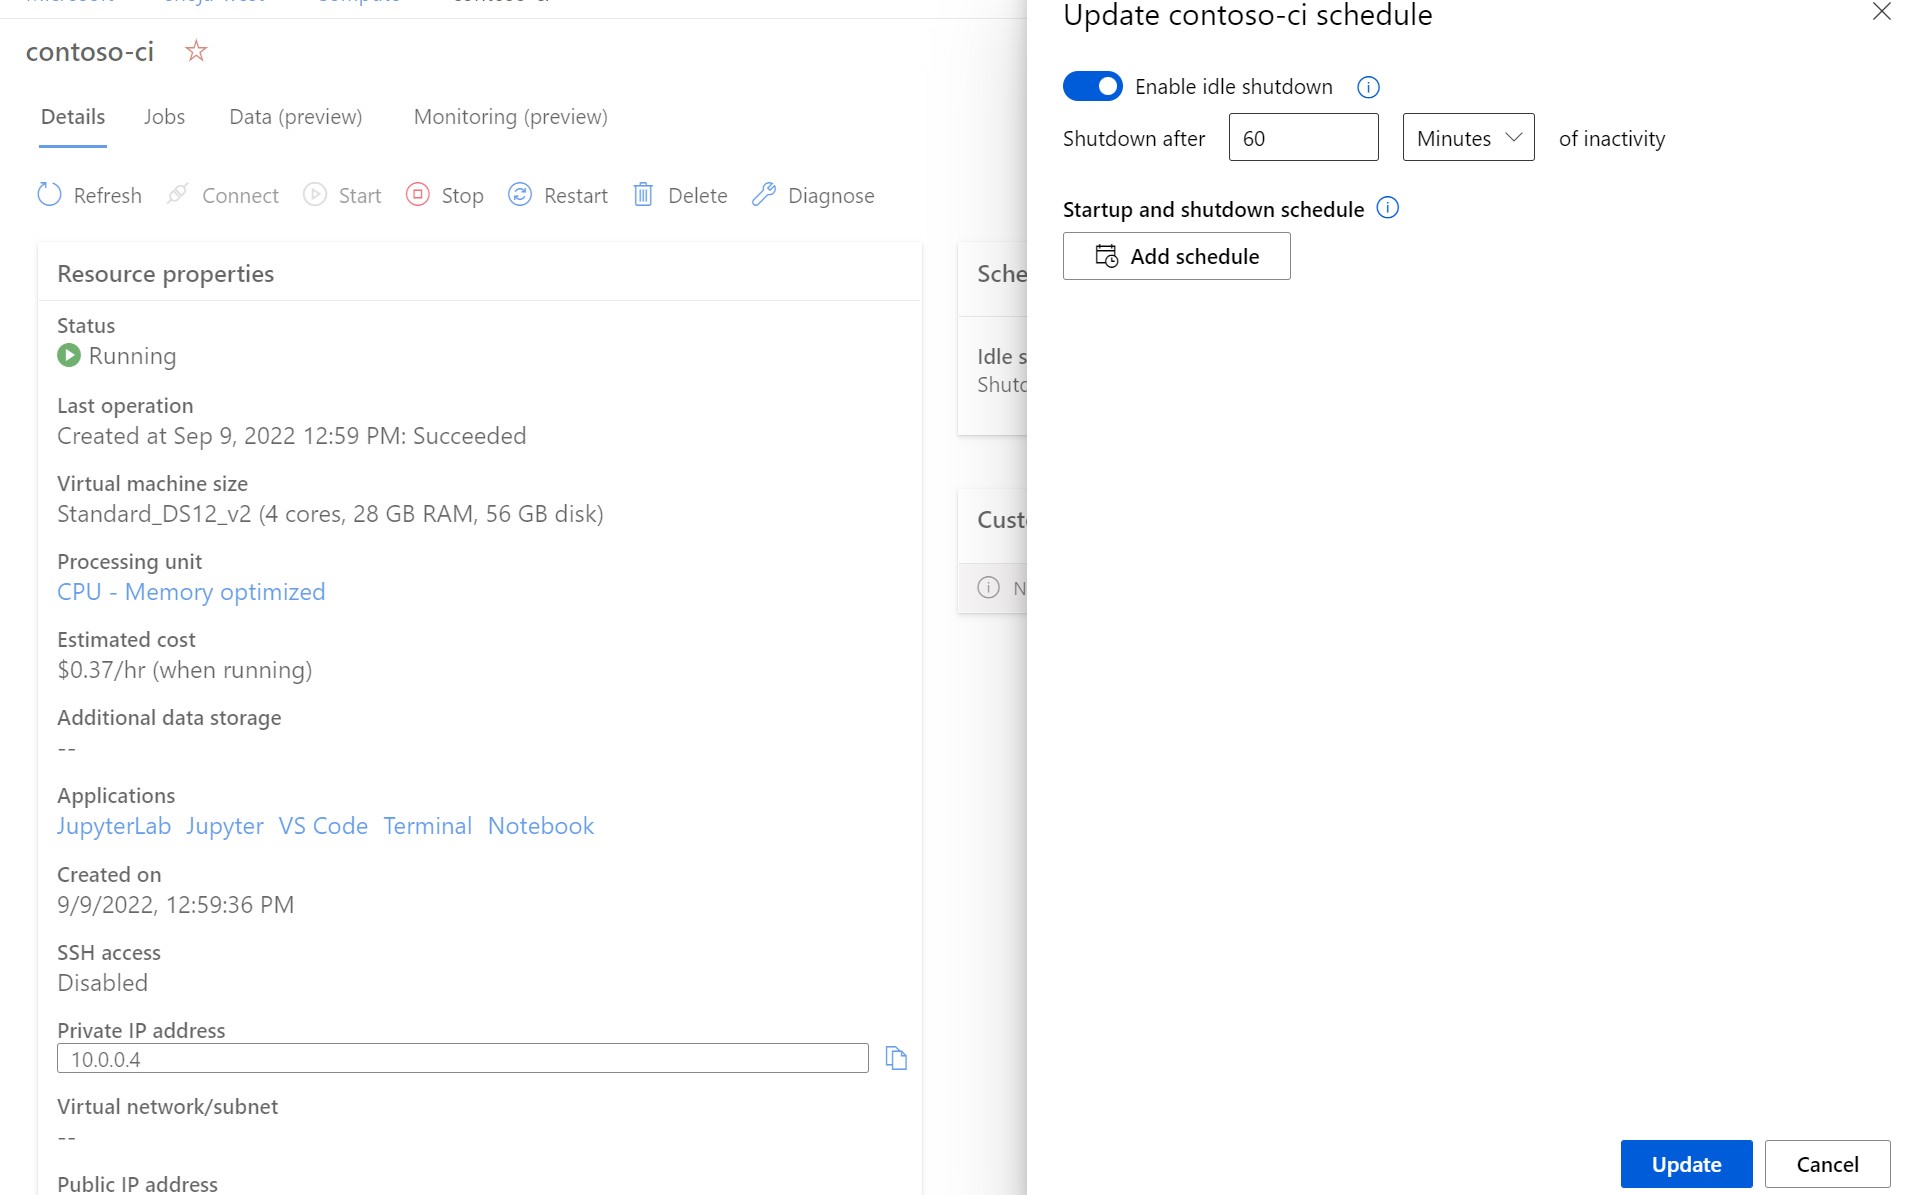 contoso-ci
Details Jobs Data (preview) Monitoring (preview)
Refresh Connect Start Stop Restart Delete Diagnose
Resource properties
Status
Running
Last operation
Created at Sep 9, 2022 12:59 PM: Succeeded
Virtual machine size
Standard_DS12_v2 (4 cores, 28 GB RAM, 56 GB disk)
Processing unit
CPU - Memory optimized
Estimated cost
$0.37/hr (when running)
Additional data storage
--
Applications
JupyterLab Jupyter VS Code Terminal Notebook
Created on
9/9/2022, 12:59:36 PM
SSH access
Disabled
Private IP address
10.0.0.4
Virtual network/subnet
--
Public IP address
Sche
Idle s
Shutd
Cust
N
Update contoso-ci schedule
Enable idle shutdown
Shutdown after 60 Minutes of inactivity
Startup and shutdown schedule
Add schedule
Update Cancel